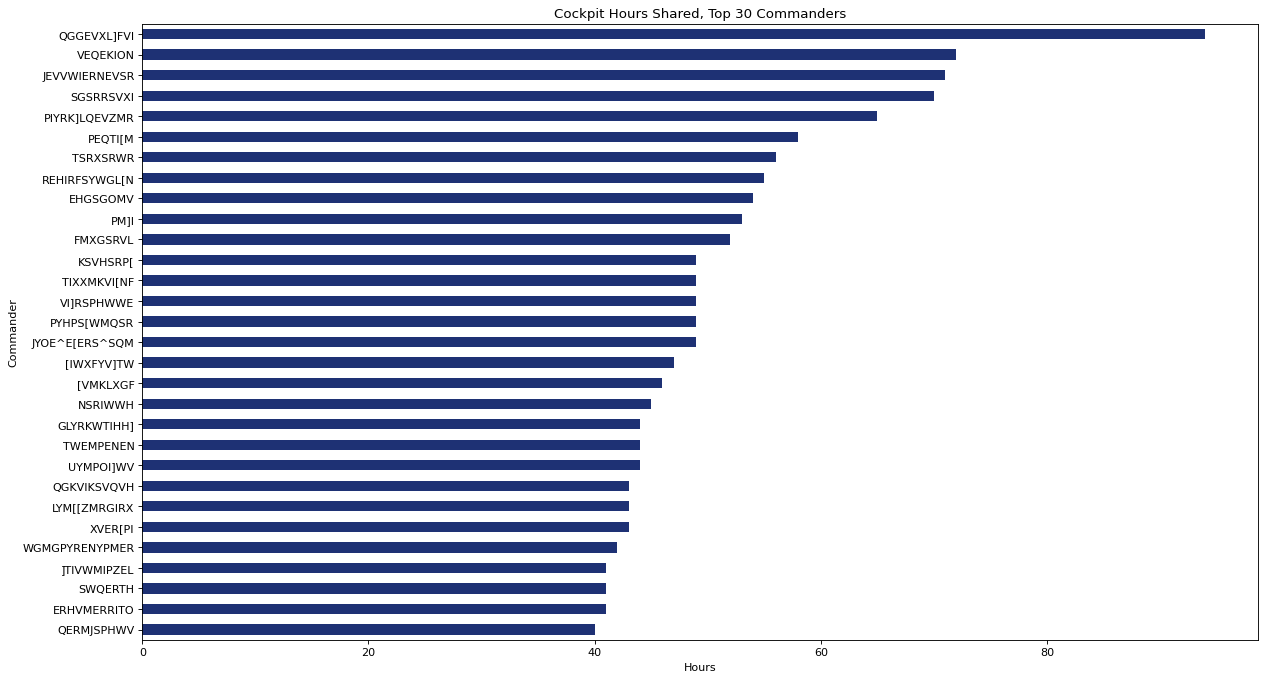 Cockpit Hours Shared, Top 30 Commanders
QGGEVXL]FVI
VEQEKION
JEVVWIERNEVSR
SGSRRSVXI
PIYRK]LQEVZMR
PEQTI[M
TSRXSRWR
REHIRFSYWGL[N
EHGSGOMV
PM]I
FMXGSRVL
KSVHSRP[
TIXXMKVI[NF
VI]RSPHWWE
PYHPS[WMQSR
JYOE^E[ERS^SQM
[IWXFYV]TW
[VMKLXGF
NSRIWWH
GLYRKWTIHH]
TWEMPENEN
UYMPOI]WV
QGKVIKSVQVH
LYM[[ZMRGIRX
XVER[PI
WGMGPYRENYPMER
]TIVWMIPZEL
SWQERTH
ERHVMERRITO
QERMJSPHWV
Commander
0 20 40 60 80
Hours